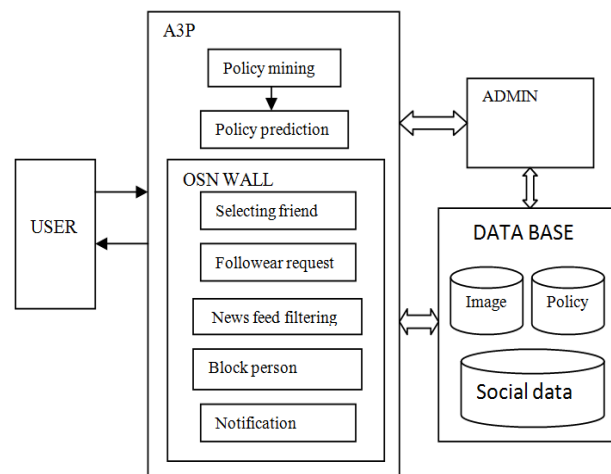 A3P
Policy mining
Policy prediction
OSN WALL
Selecting friend
Followear request
News feed filtering
Block person
Notification
USER
ADMIN
DATA BASE
Image
Policy
Social data